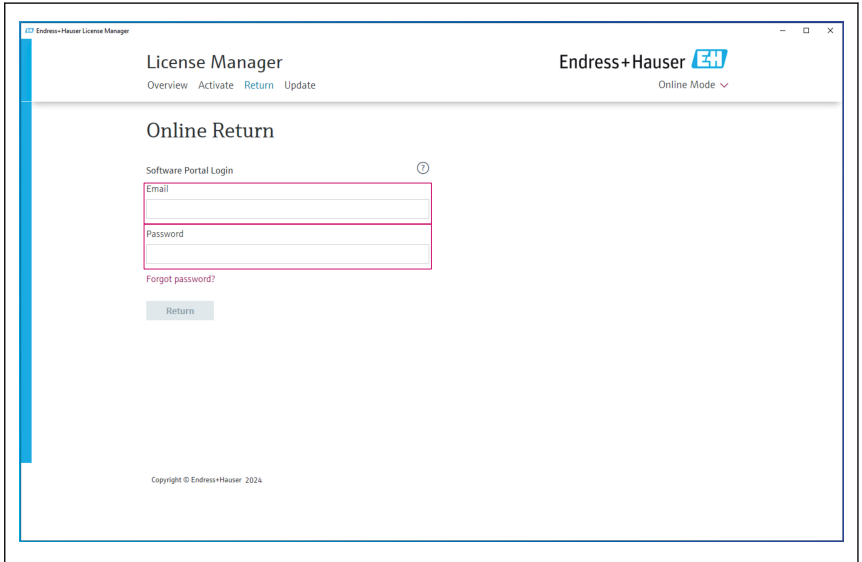 Endress+Hauser License Manager
License Manager
Endress+Hauser EH
Overview Activate Return Update
Online Mode
Online Return
Software Portal Login ?
Email
Password
Forgot password?
Return
Copyright © Endress+Hauser 2024